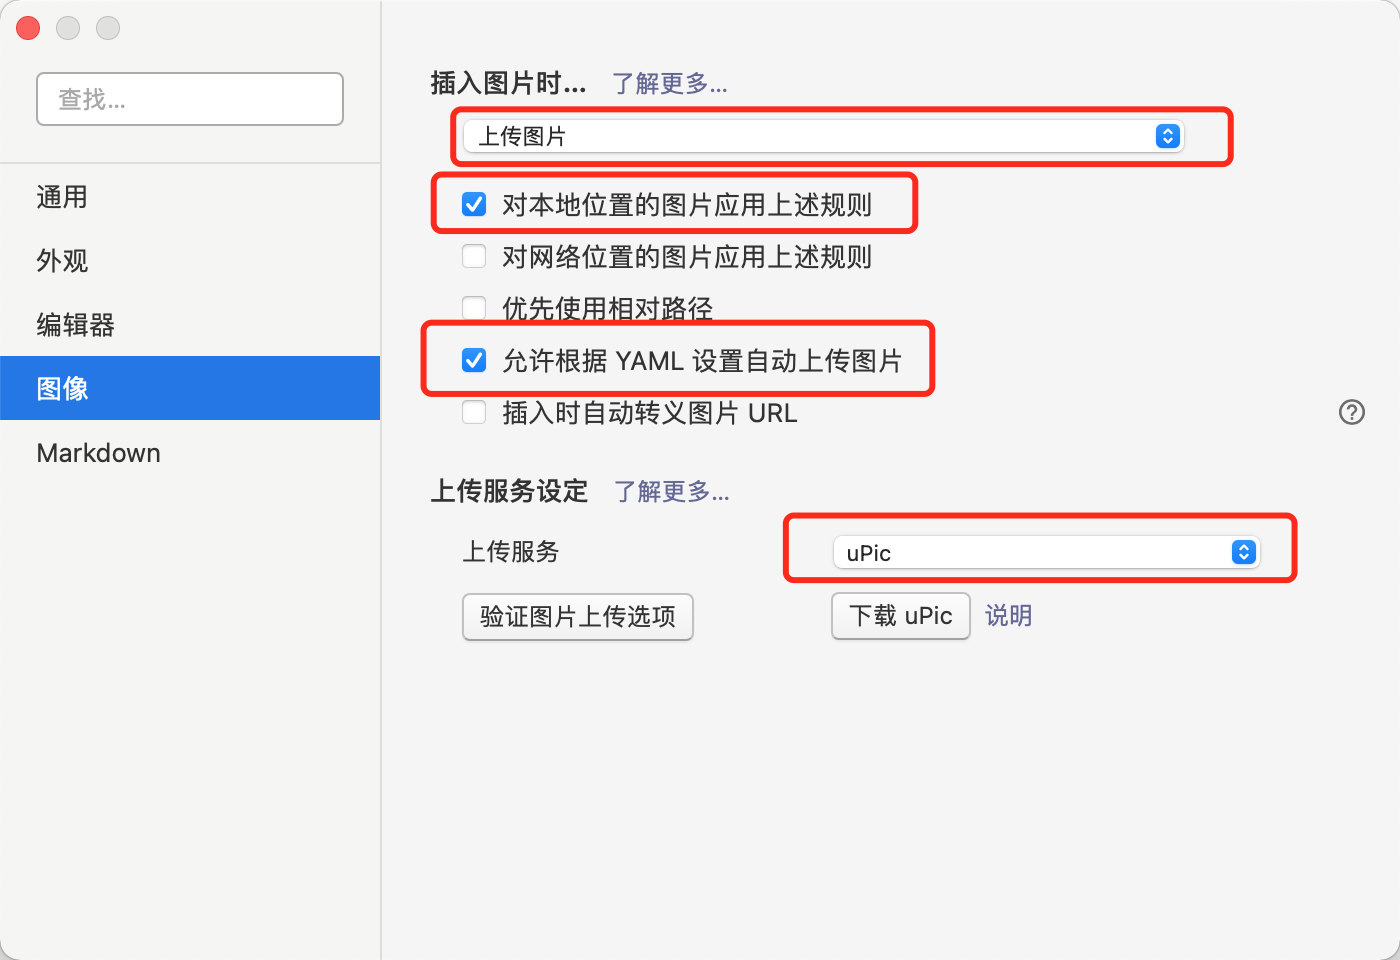 查找...
通用
外观
编辑器
图像
Markdown
插入图片时... 了解更多...
上传图片
对本地位置的图片应用上述规则
对网络位置的图片应用上述规则
优先使用相对路径
允许根据 YAML 设置自动上传图片
插入时自动转义图片 URL
?
上传服务设定 了解更多...
上传服务 uPic
验证图片上传选项 下载 uPic 说明